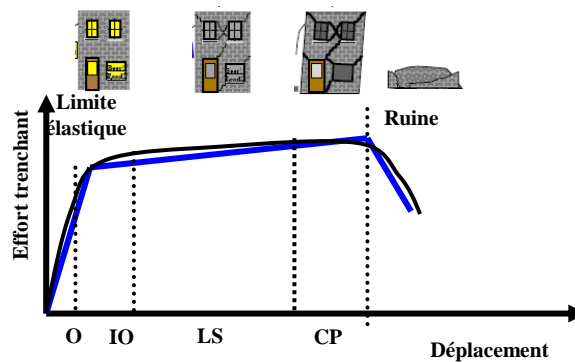 Limite
élastique
Ruine
Effort trenchant
O IO LS CP
Déplacement